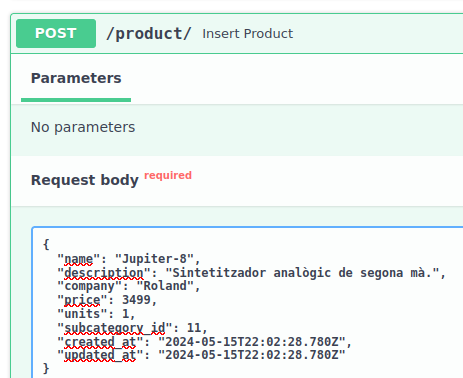 POST /product/ Insert Product
Parameters
No parameters
Request body required
{
"name": "Jupiter-8",
"description": "Sintetitzador analògic de segona mà.",
"company": "Roland",
"price": 3499,
"units": 1,
"subcategory_id": 11,
"created_at": "2024-05-15T22:02:28.780Z",
"updated_at": "2024-05-15T22:02:28.780Z"
}